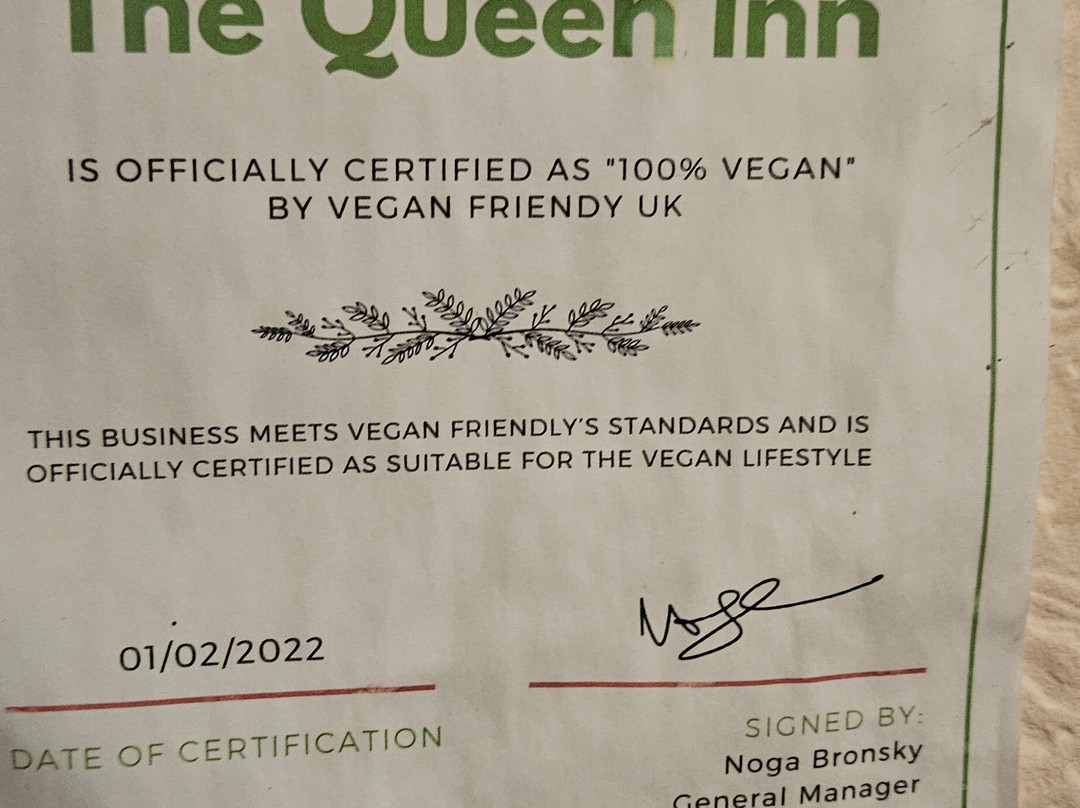 The Queen Inn
IS OFFICIALLY CERTIFIED AS "100% VEGAN"
BY VEGAN FRIENDY UK
THIS BUSINESS MEETS VEGAN FRIENDLY'S STANDARDS AND IS
OFFICIALLY CERTIFIED AS SUITABLE FOR THE VEGAN LIFESTYLE
01/02/2022
DATE OF CERTIFICATION
Noga
SIGNED BY:
Noga Bronsky
General Manager